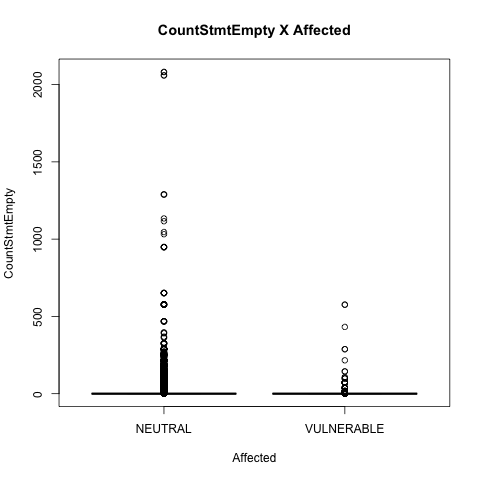 CountStmtEmpty X Affected
CountStmtEmpty
2000
1500
1000
500
0
NEUTRAL
VULNERABLE
Affected